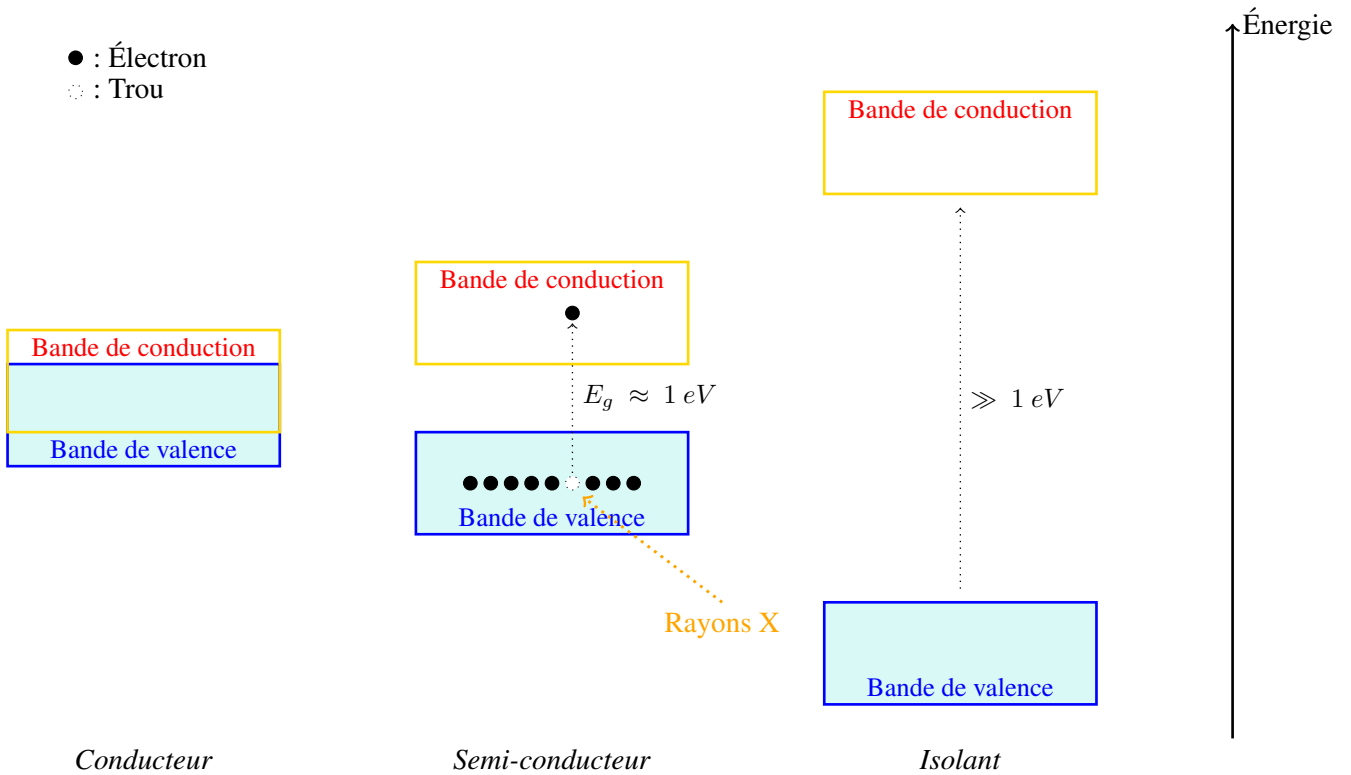 Énergie
: Électron
: Trou
Bande de conduction
Bande de conduction
Bande de conduction
E_g ≈ 1 eV
≫ 1 eV
Bande de valence
Bande de valence
Rayons X
Bande de valence
Conducteur
Semi-conducteur
Isolant